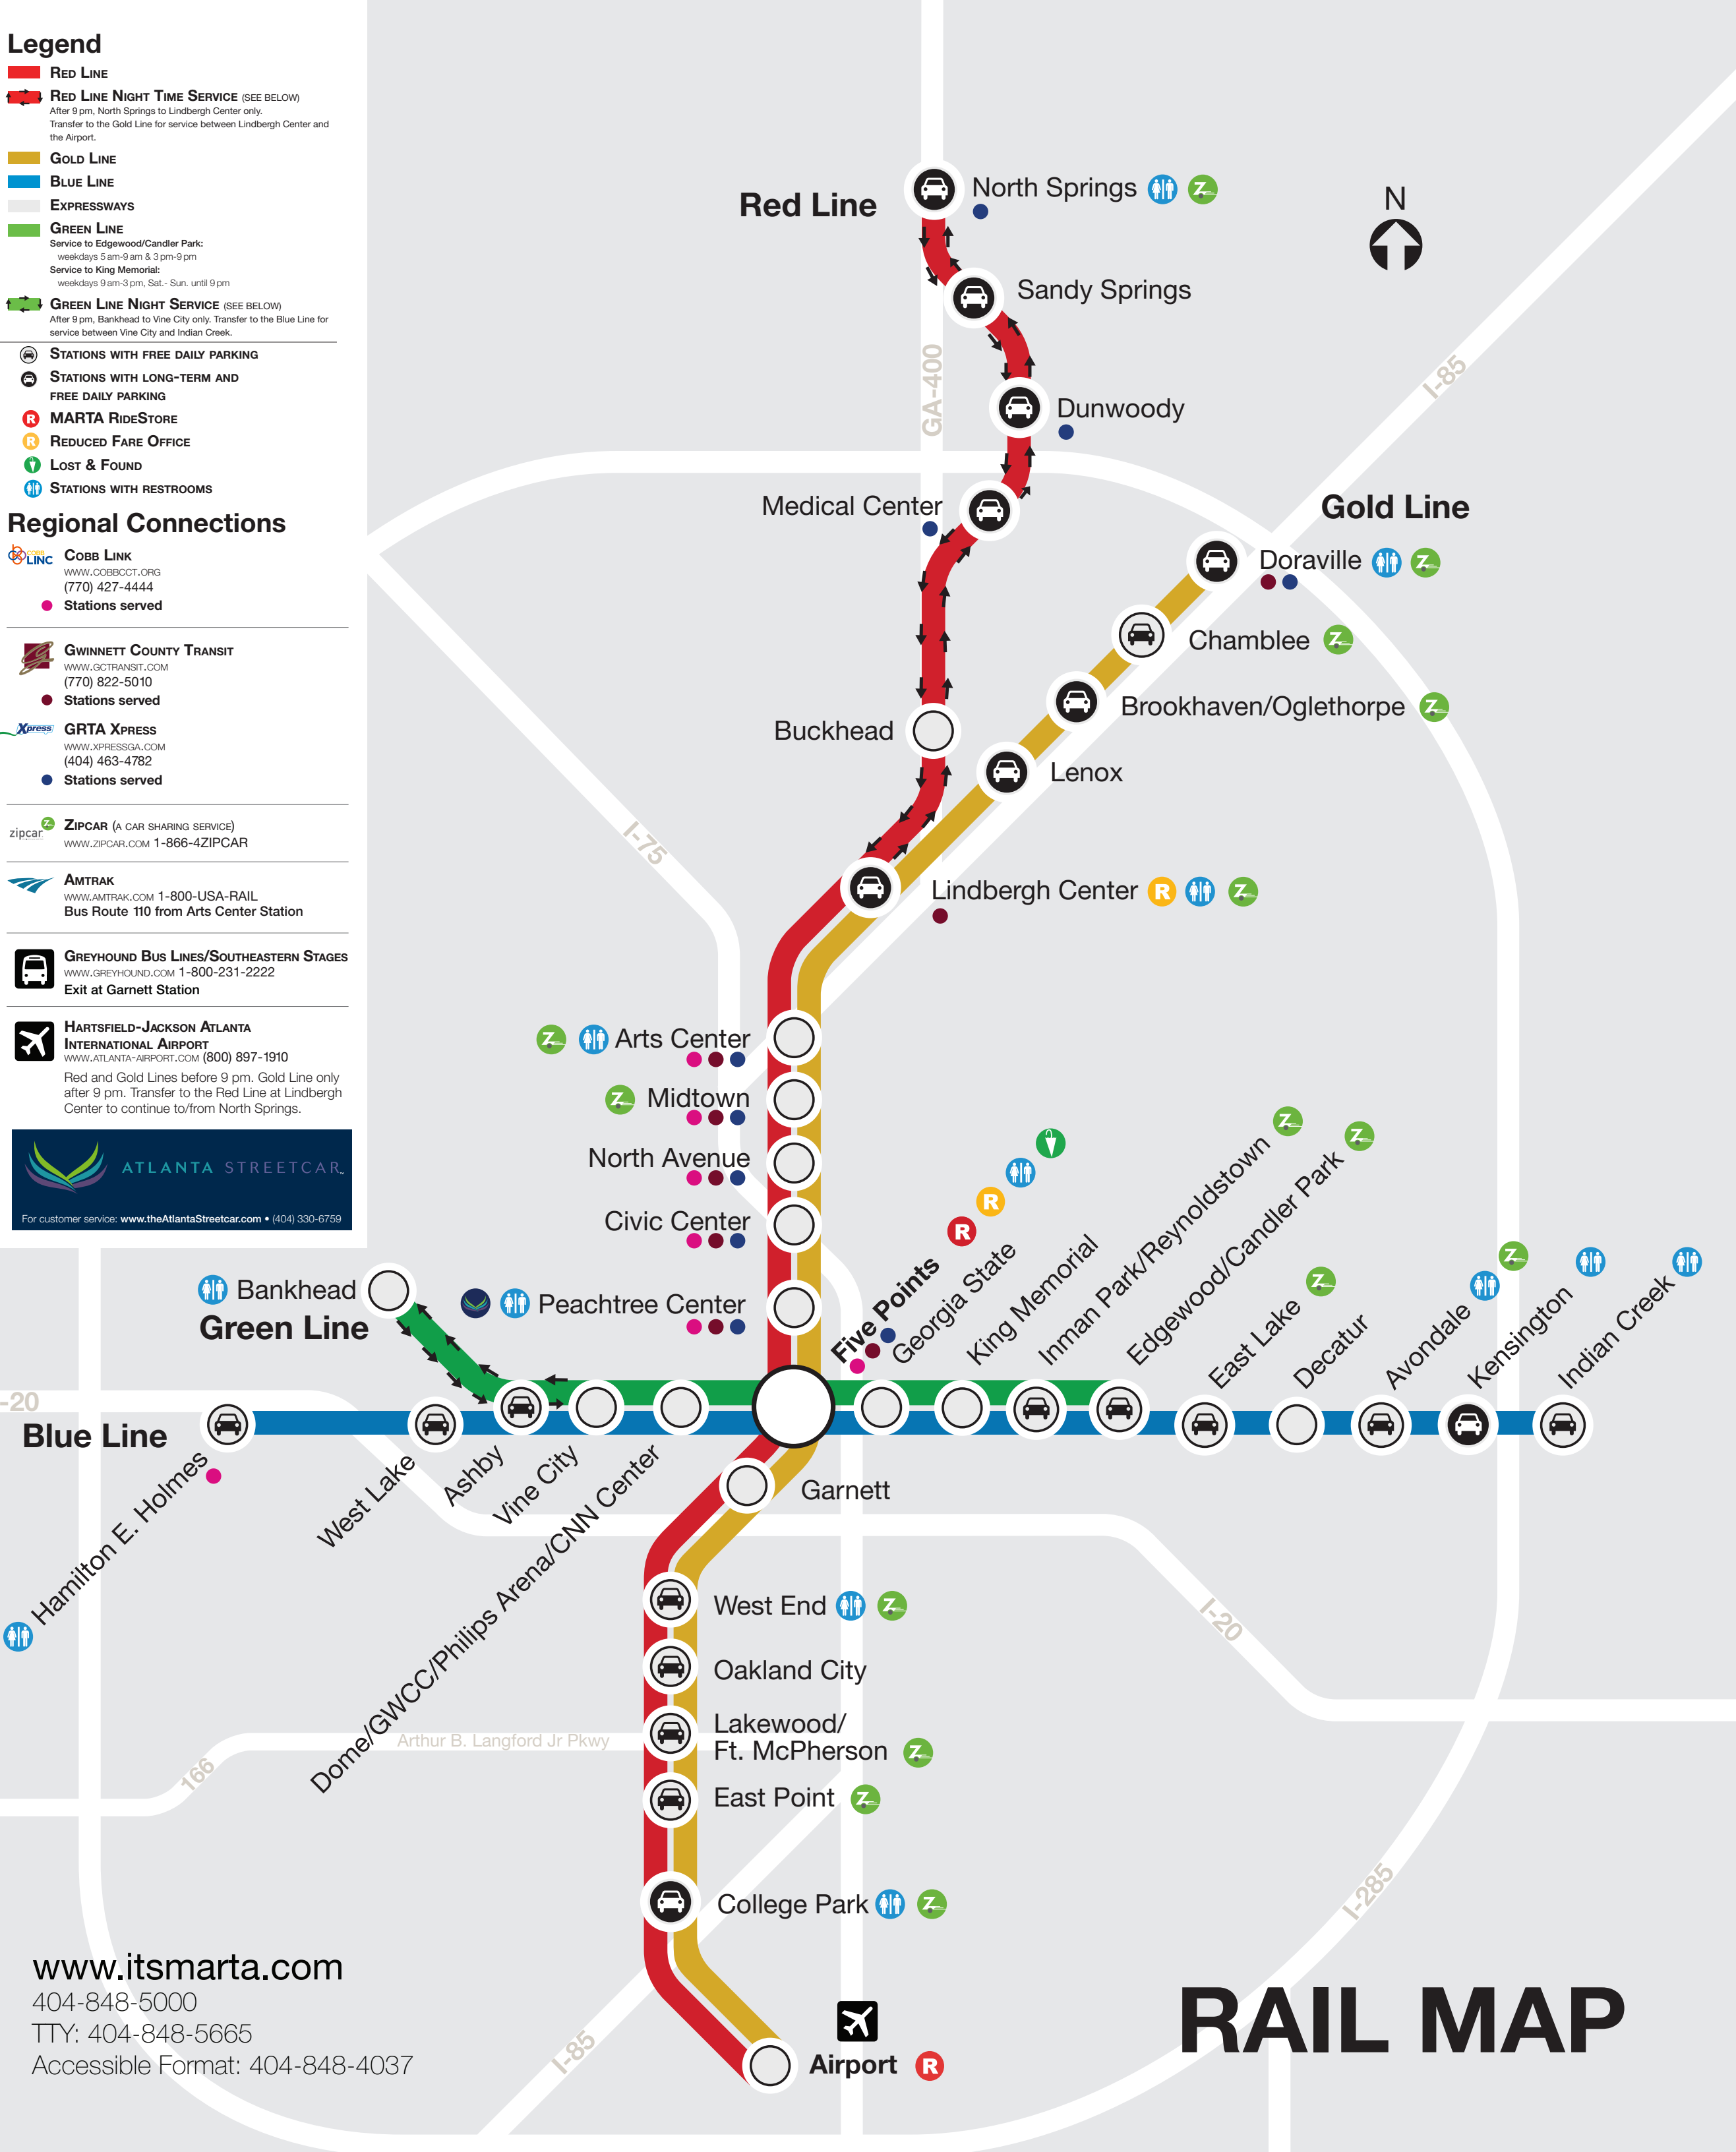 Legend
RED LINE
RED LINE NIGHT TIME SERVICE (SEE BELOW)
After 9 pm, North Springs to Lindbergh Center only.
Transfer to the Gold Line for service between Lindbergh Center and
the Airport.
GOLD LINE
BLUE LINE
EXPRESSWAYS
GREEN LINE
Service to Edgewood/Candler Park:
weekdays 5 am-9 am & 3 pm-9 pm
Service to King Memorial:
weekdays 9 am-3 pm, Sat.- Sun. until 9 pm
GREEN LINE NIGHT SERVICE (SEE BELOW)
After 9 pm, Bankhead to Vine City only. Transfer to the Blue Line for
service between Vine City and Indian Creek.
STATIONS WITH FREE DAILY PARKING
STATIONS WITH LONG-TERM AND
FREE DAILY PARKING
R MARTA RIDESTORE
R REDUCED FARE OFFICE
LOST & FOUND
STATIONS WITH RESTROOMS
Regional Connections
COBB LINC
COBB LINK
WWW.COBBCCT.ORG
(770) 427-4444
Stations served
GWINNETT COUNTY TRANSIT
WWW.GCTRANSIT.COM
(770) 822-5010
Stations served
Xpress
GRTA XPRESS
WWW.XPRESSGA.COM
(404) 463-4782
Stations served
zipcar Z
ZIPCAR (A CAR SHARING SERVICE)
WWW.ZIPCAR.COM 1-866-4ZIPCAR
AMTRAK
WWW.AMTRAK.COM 1-800-USA-RAIL
Bus Route 110 from Arts Center Station
GREYHOUND BUS LINES/SOUTHEASTERN STAGES
WWW.GREYHOUND.COM 1-800-231-2222
Exit at Garnett Station
HARTSFIELD-JACKSON ATLANTA
INTERNATIONAL AIRPORT
WWW.ATLANTA-AIRPORT.COM (800) 897-1910
Red and Gold Lines before 9 pm. Gold Line only
after 9 pm. Transfer to the Red Line at Lindbergh
Center to continue to/from North Springs.
ATLANTA STREETCAR™
For customer service: www.theAtlantaStreetcar.com • (404) 330-6759
Red Line
North Springs Z
N
Sandy Springs
GA-400
I-85
Dunwoody
Medical Center
Gold Line
Doraville Z
Chamblee Z
Brookhaven/Oglethorpe Z
Buckhead
Lenox
I-75
Lindbergh Center R Z
Z Arts Center
Z Midtown
North Avenue
Civic Center
Peachtree Center
Bankhead
Green Line
Five Points R R
Georgia State
King Memorial
Inman Park/Reynoldstown Z
Edgewood/Candler Park Z
East Lake Z
Decatur
Avondale Z
Kensington
Indian Creek
-20
Blue Line
Hamilton E. Holmes
West Lake
Ashby
Vine City
Dome/GWCC/Philips Arena/CNN Center
Garnett
West End Z
I-20
Oakland City
Lakewood/
Ft. McPherson Z
Arthur B. Langford Jr Pkwy
166
East Point Z
College Park Z
I-285
I-85
Airport R
www.itsmarta.com
404-848-5000
TTY: 404-848-5665
Accessible Format: 404-848-4037
RAIL MAP